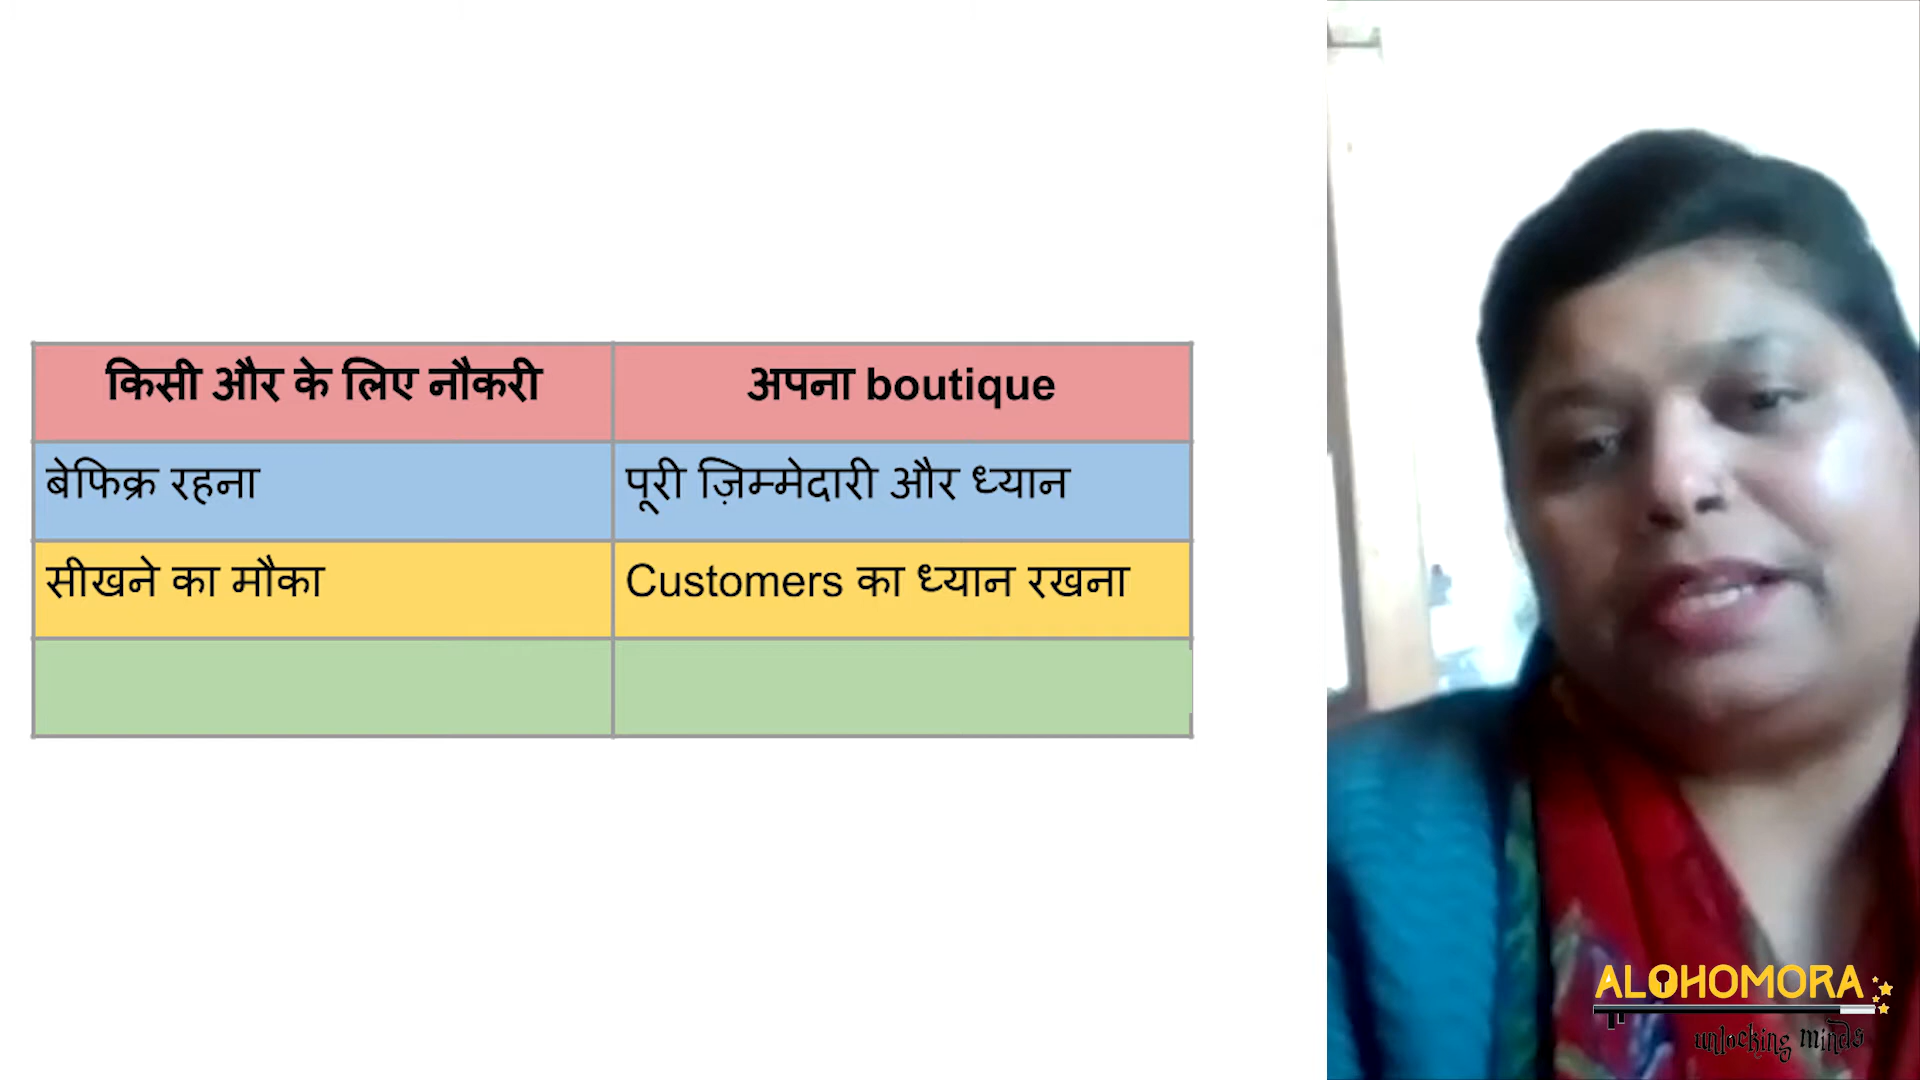 किसी और के लिए नौकरी
अपना boutique
बेफिक्र रहना
पूरी ज़िम्मेदारी और ध्यान
सीखने का मौका
Customers का ध्यान रखना
ALOHOMORA
unlocking minds